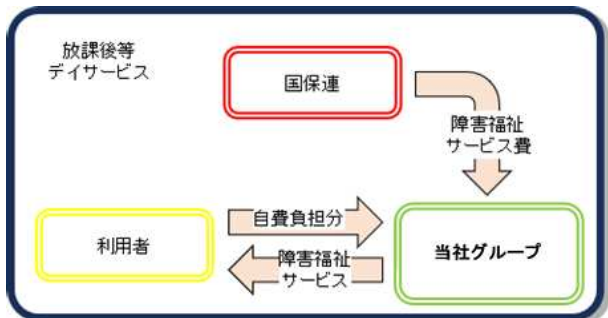 放課後等
デイサービス
国保連
障害福祉
サービス費
自費負担分
利用者
障害福祉
サービス
当社グループ